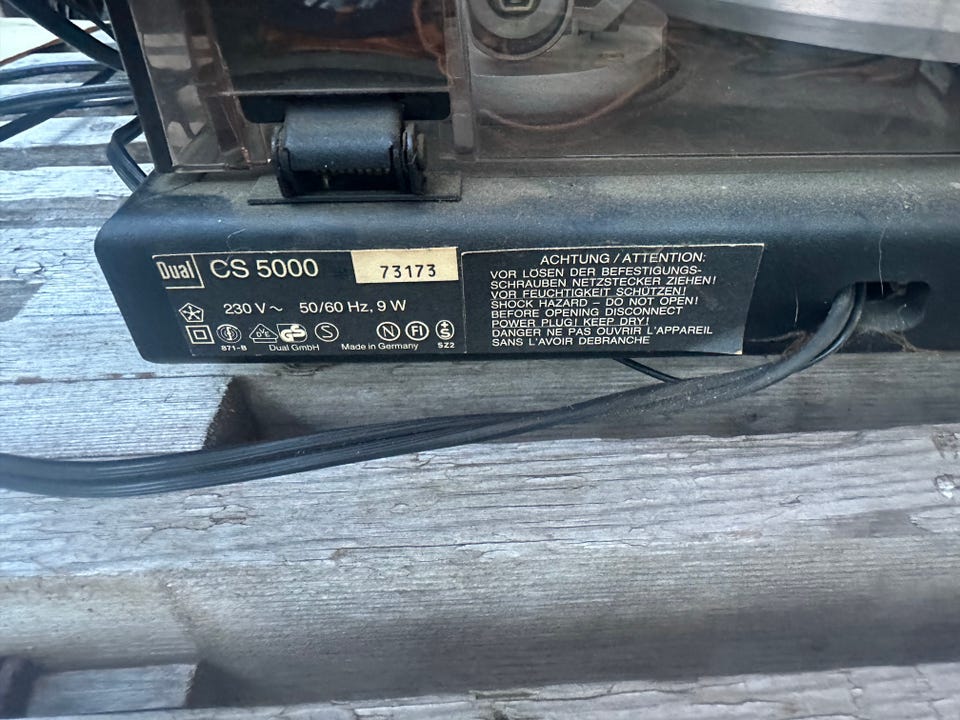 Dual CS 5000 73173
230 V ~ 50/60 Hz, 9 W
871-B Dual GmbH S Made in Germany N FI S SZ2
ACHTUNG / ATTENTION:
VOR LÖSEN DER BEFESTIGUNGS-
SCHRAUBEN NETZSTECKER ZIEHEN!
VOR FEUCHTIGKEIT SCHÜTZEN!
SHOCK HAZARD – DO NOT OPEN!
BEFORE OPENING DISCONNECT
POWER PLUG! KEEP DRY!
DANGER NE PAS OUVRIR L'APPAREIL
SANS L'AVOIR DEBRANCHE